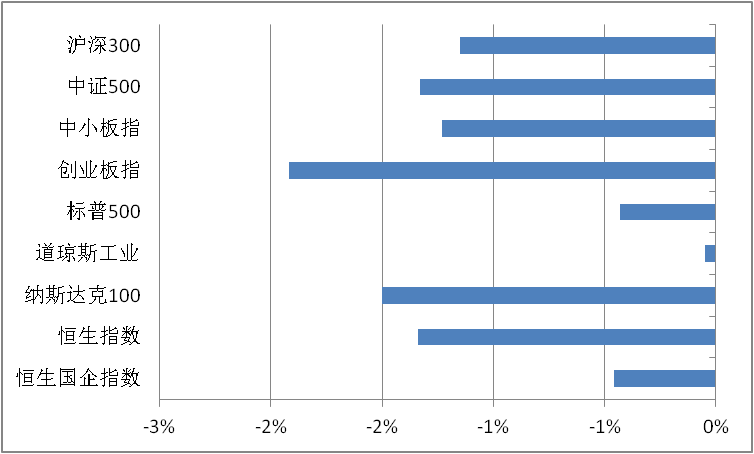 沪深300
中证500
中小板指
创业板指
标普500
道琼斯工业
纳斯达克100
恒生指数
恒生国企指数
-3% -2% -2% -1% -1% 0%